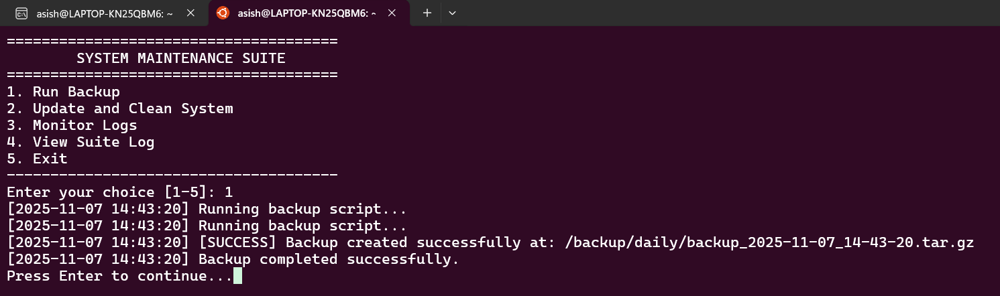 asish@LAPTOP-KN25QBM6: ~
asish@LAPTOP-KN25QBM6: ~
======================================
        SYSTEM MAINTENANCE SUITE
======================================
1. Run Backup
2. Update and Clean System
3. Monitor Logs
4. View Suite Log
5. Exit
--------------------------------------
Enter your choice [1-5]: 1
[2025-11-07 14:43:20] Running backup script...
[2025-11-07 14:43:20] Running backup script...
[2025-11-07 14:43:20] [SUCCESS] Backup created successfully at: /backup/daily/backup_2025-11-07_14-43-20.tar.gz
[2025-11-07 14:43:20] Backup completed successfully.
Press Enter to continue...